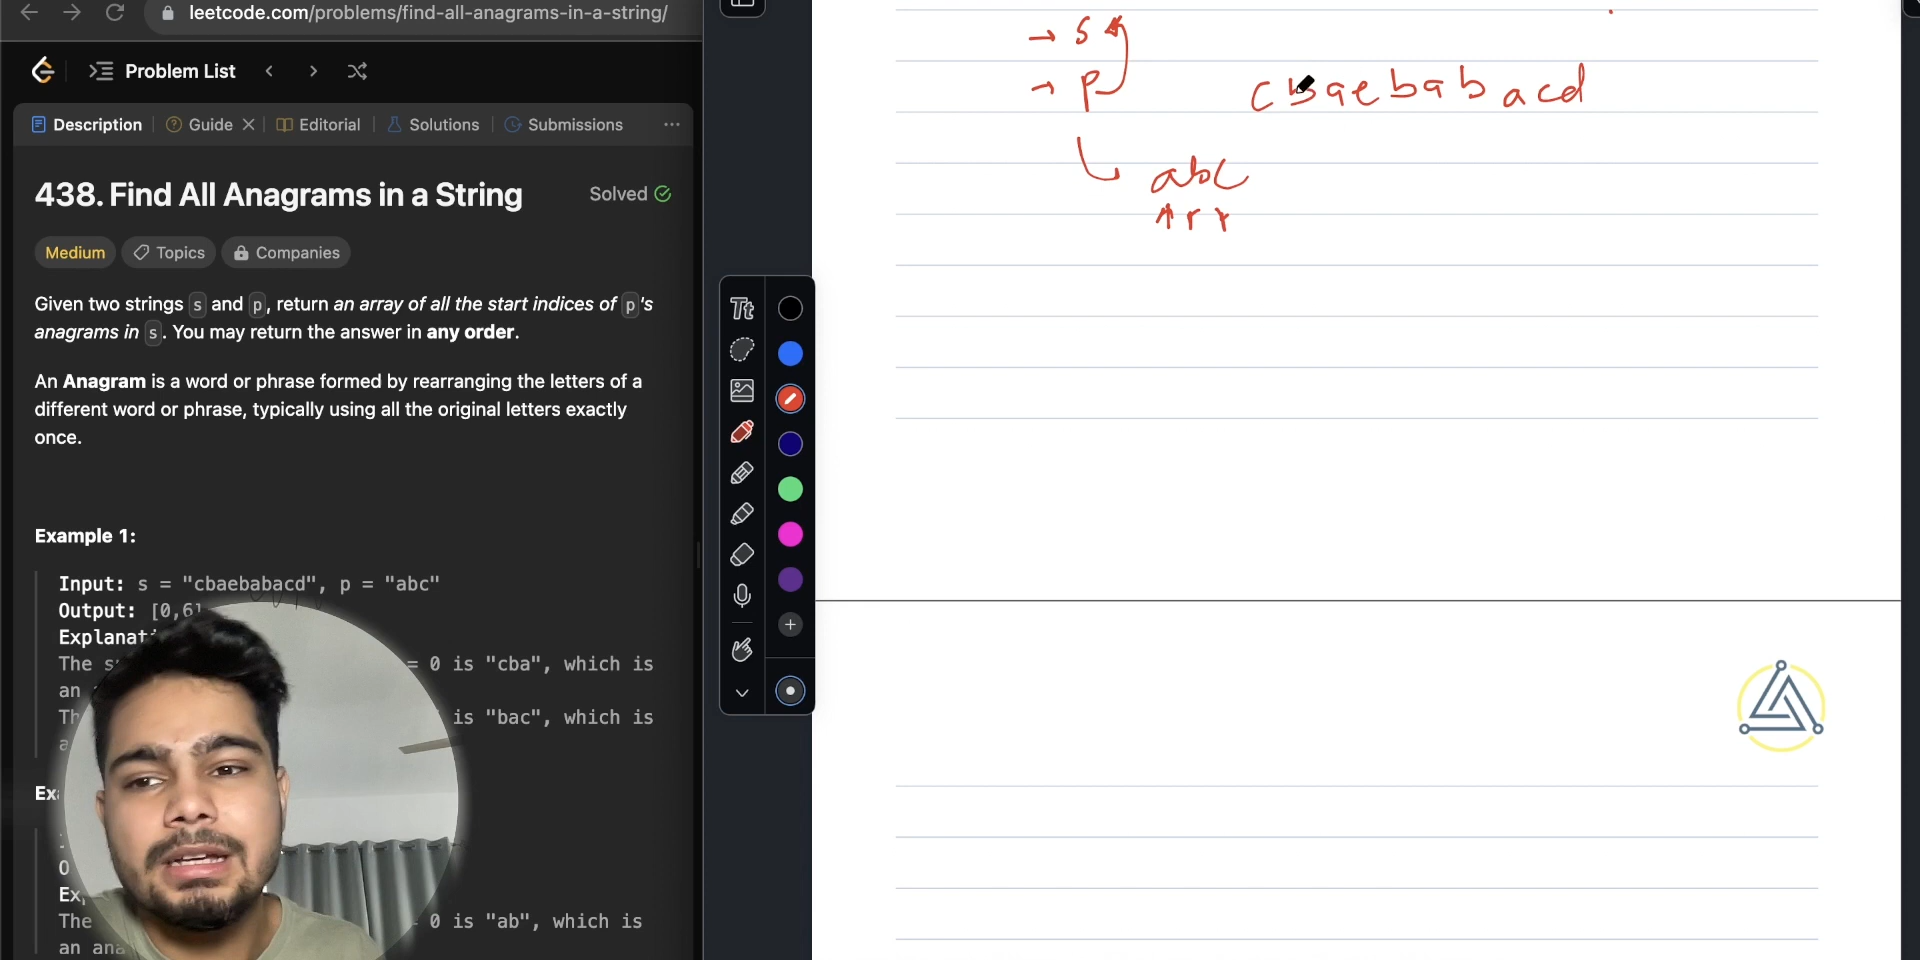 leetcode.com/problems/find-all-anagrams-in-a-string/
Problem List
Description
Guide
Editorial
Solutions
Submissions
438. Find All Anagrams in a String
Solved
Medium
Topics
Companies
Given two strings s and p, return an array of all the start indices of p's
anagrams in s. You may return the answer in any order.
An Anagram is a word or phrase formed by rearranging the letters of a
different word or phrase, typically using all the original letters exactly
once.
Example 1:
Input: s = "cbaebabacd", p = "abc"
Output: [0,6]
= 0 is "cba", which is
an
is "bac", which is
0 is "ab", which is
Tt
s
p
cbaebabacd
abc